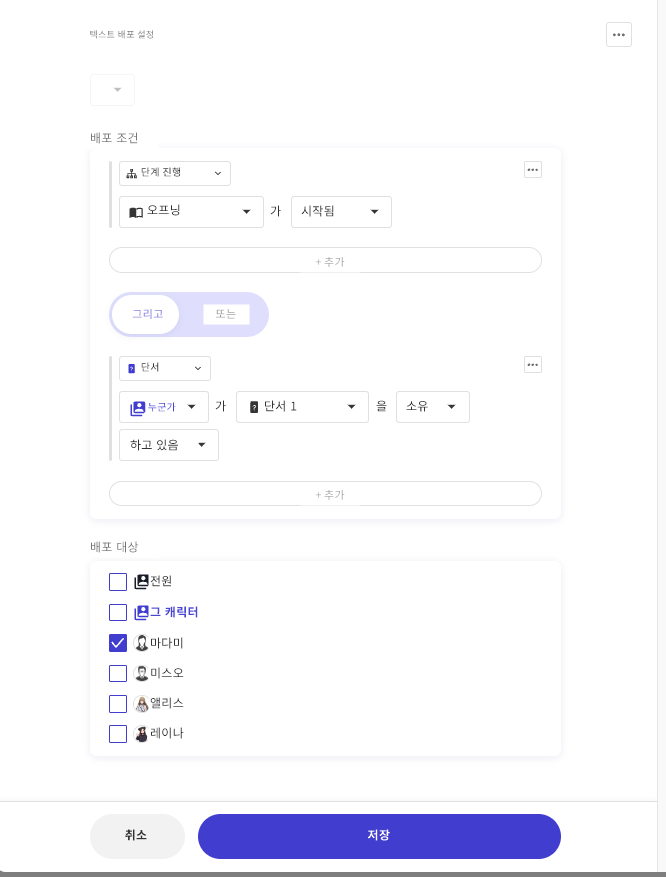 텍스트 배포 설정
배포 조건
단계 진행
오프닝 가 시작됨
+ 추가
그리고 또는
단서
누군가 가 단서 1 을 소유
하고 있음
+ 추가
배포 대상
전원
그 캐릭터
마다미
미스오
앨리스
레이나
취소 저장